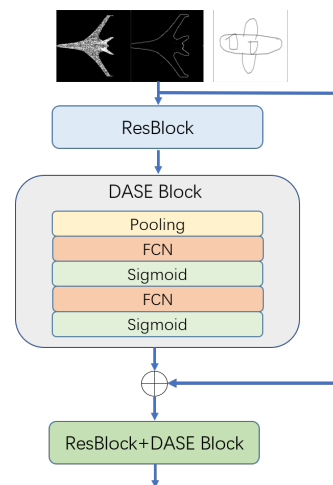 ResBlock
DASE Block
Pooling
FCN
Sigmoid
FCN
Sigmoid
ResBlock+DASE Block